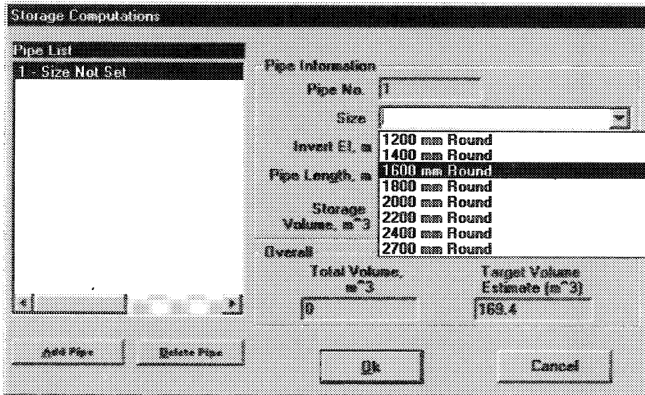 Storage Computations
Pipe List
1 - Size Not Set
Pipe Information
Pipe No. 1
Size
1200 mm Round
1400 mm Round
1600 mm Round
1800 mm Round
2000 mm Round
2200 mm Round
2400 mm Round
2700 mm Round
Invert El, m
Pipe Length, m
Storage
Volume, m^3
Overall
Total Volume,
m^3
0
Target Volume
Estimate (m^3)
169.4
Add Pipe
Delete Pipe
Ok
Cancel